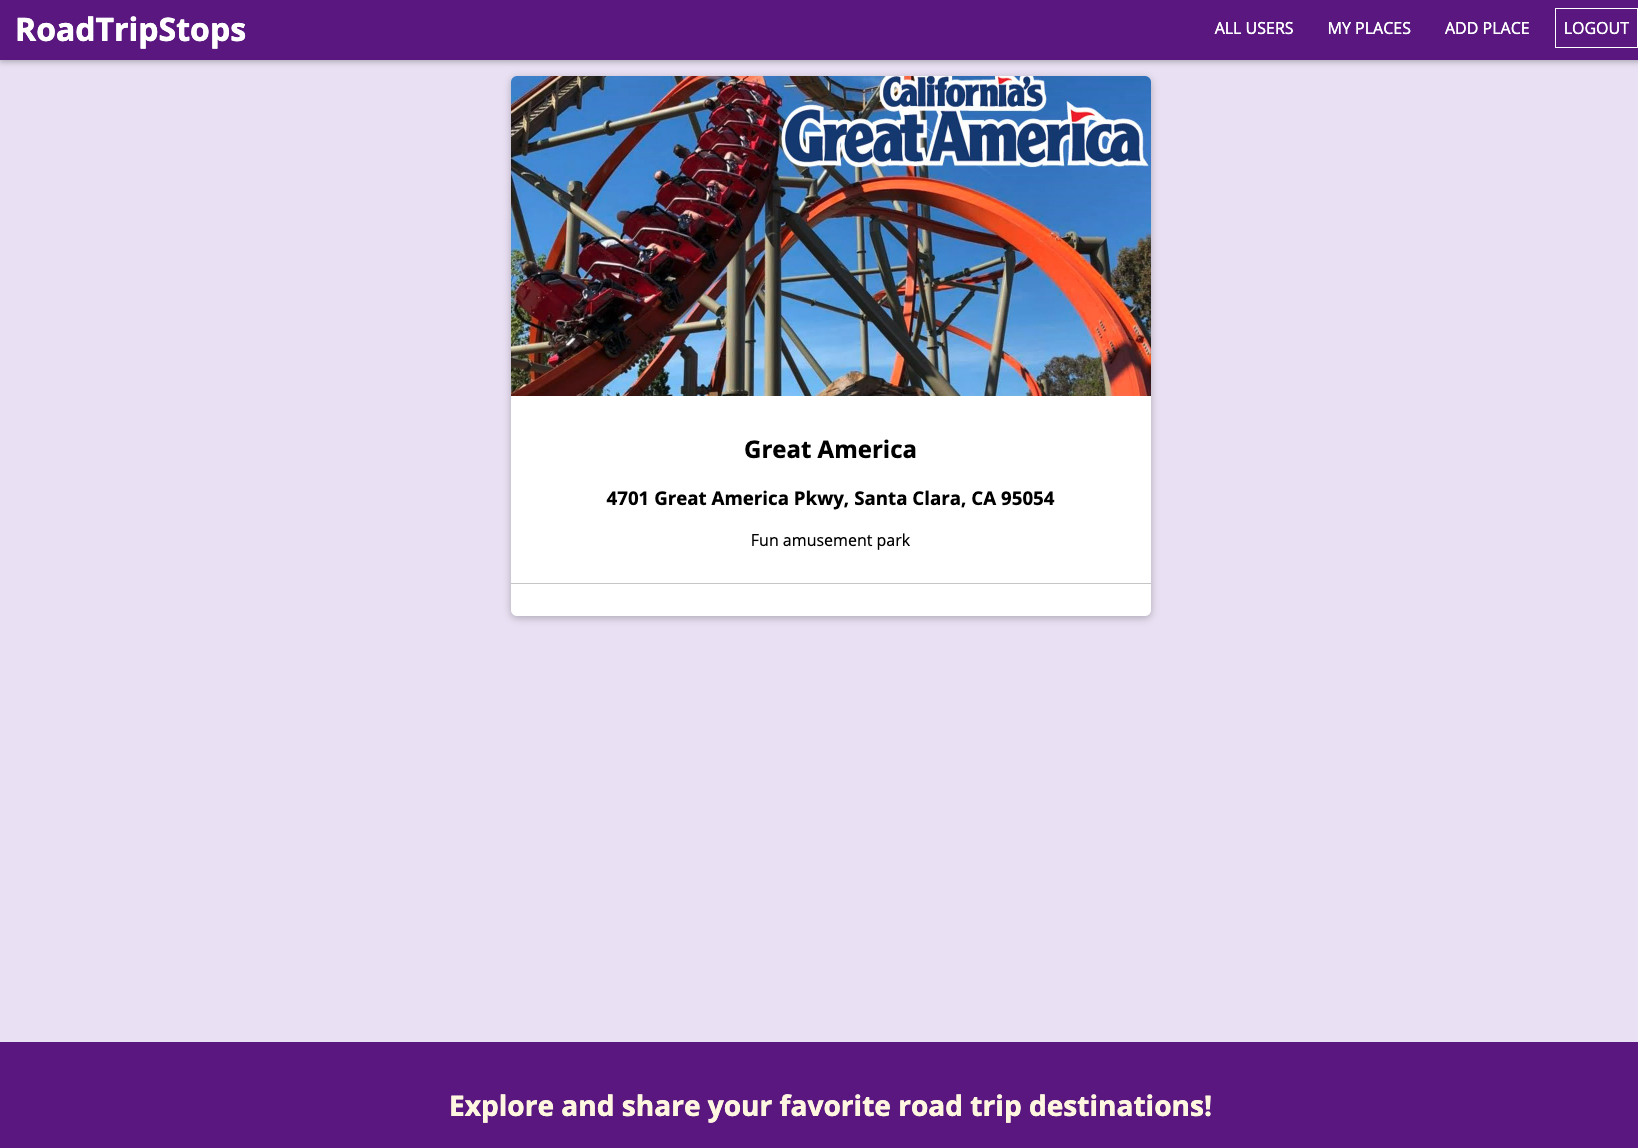 RoadTripStops
ALL USERS
MY PLACES
ADD PLACE
LOGOUT
California's
Great America
Great America
4701 Great America Pkwy, Santa Clara, CA 95054
Fun amusement park
Explore and share your favorite road trip destinations!